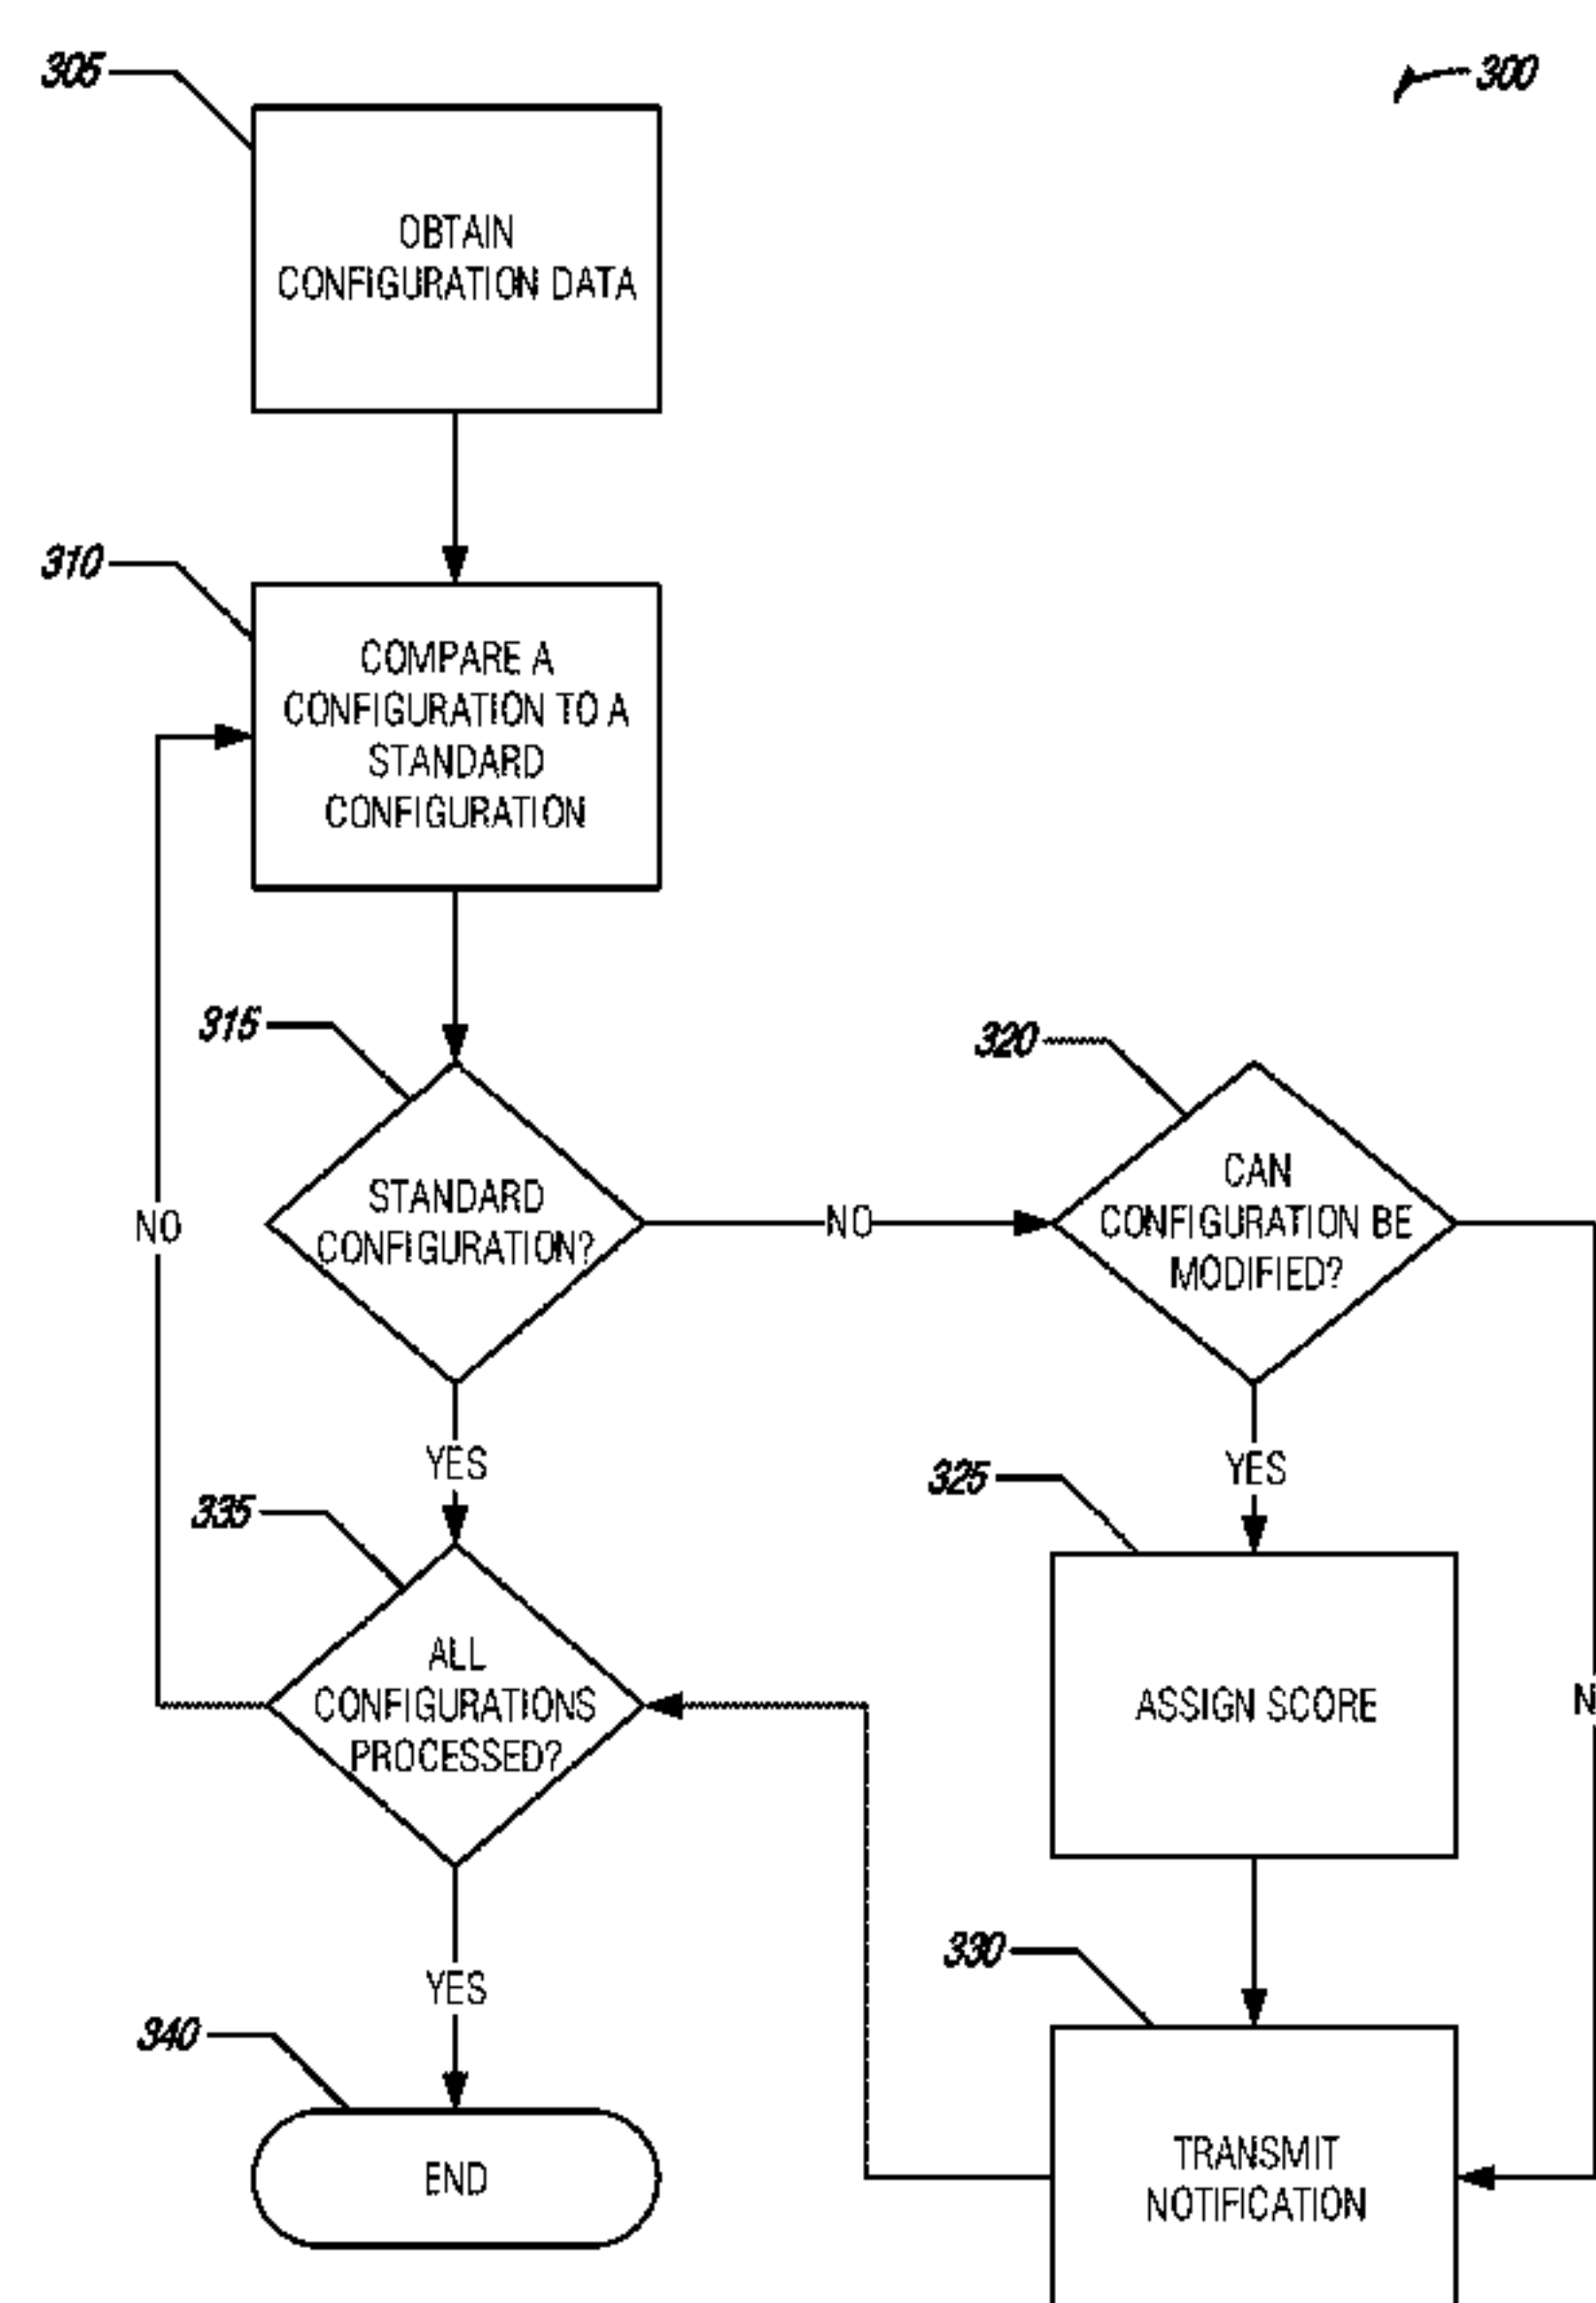 305
300
OBTAIN
CONFIGURATION DATA
310
COMPARE A
CONFIGURATION TO A
STANDARD
CONFIGURATION
315
320
STANDARD
CONFIGURATION?
NO
NO
CAN
CONFIGURATION BE
MODIFIED?
YES
YES
335
325
ALL
CONFIGURATIONS
PROCESSED?
ASSIGN SCORE
N
330
YES
340
END
TRANSMIT
NOTIFICATION